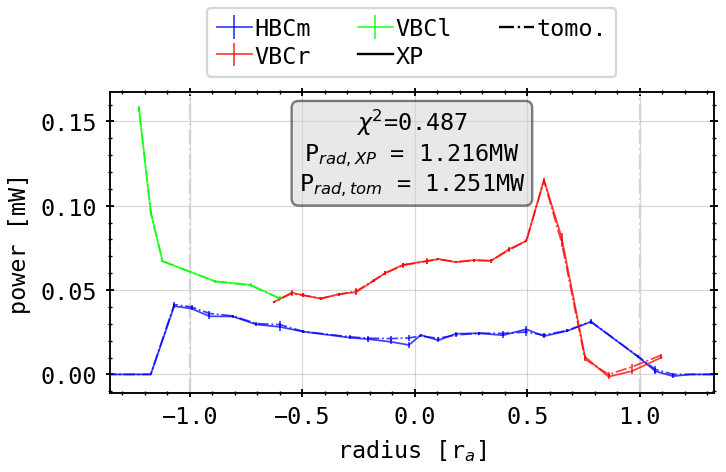 HBCm VBCl tomo.
VBCr XP
χ²=0.487
P_rad,XP = 1.216MW
P_rad,tom = 1.251MW
power [mW]
0.15
0.10
0.05
0.00
−1.0 −0.5 0.0 0.5 1.0
radius [r_a]